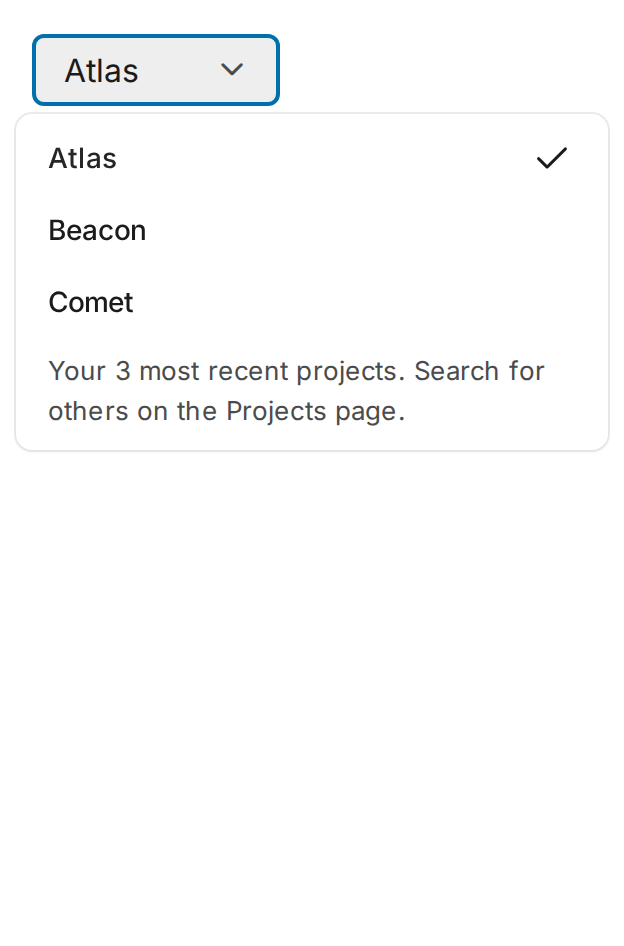 Atlas
Atlas
Beacon
Comet
Your 3 most recent projects. Search for
others on the Projects page.